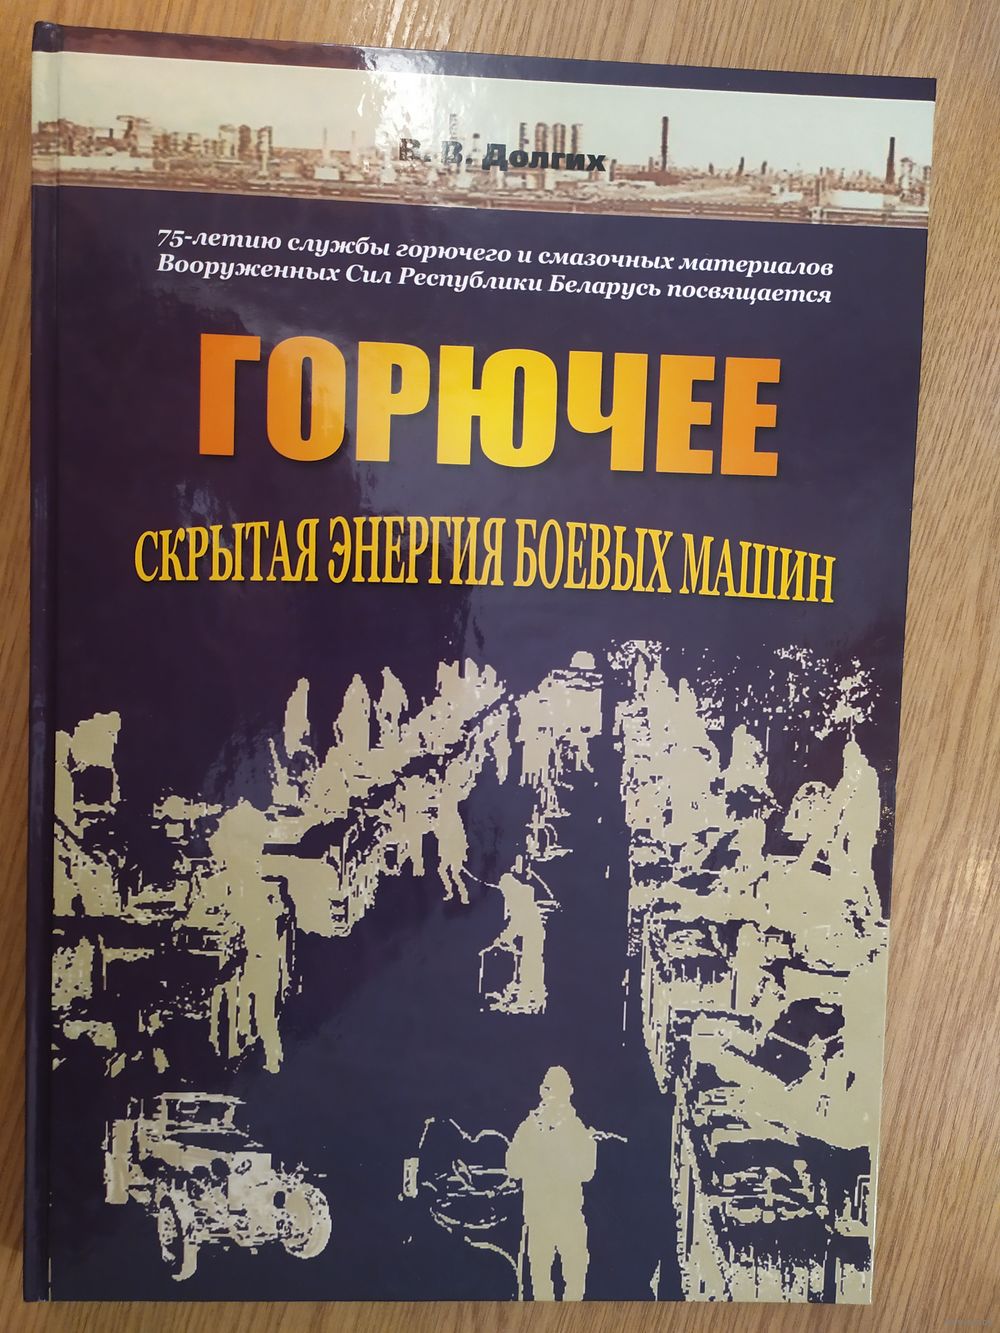 В. В. Долгих
75-летию службы горючего и смазочных материалов
Вооруженных Сил Республики Беларусь посвящается
ГОРЮЧЕЕ
СКРЫТАЯ ЭНЕРГИЯ БОЕВЫХ МАШИН